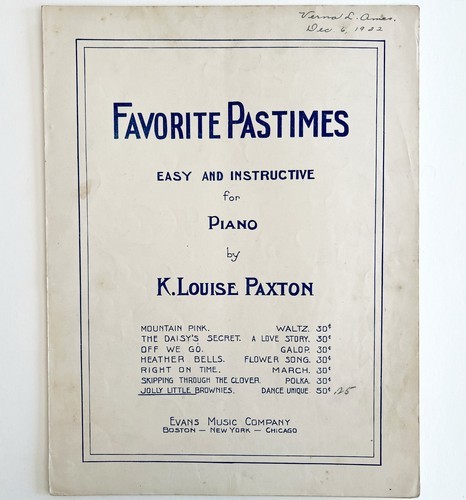 Verna L. Ames.
Dec. 6, 1922
FAVORITE PASTIMES
EASY AND INSTRUCTIVE
for
PIANO
by
K. LOUISE PAXTON
MOUNTAIN PINK. WALTZ. 30¢
THE DAISY'S SECRET. A LOVE STORY. 30¢
OFF WE GO. GALOP. 30¢
HEATHER BELLS. FLOWER SONG. 30¢
RIGHT ON TIME. MARCH. 30¢
SKIPPING THROUGH THE CLOVER. POLKA. 30¢
JOLLY LITTLE BROWNIES. DANCE UNIQUE. 50¢ 25
EVANS MUSIC COMPANY
BOSTON — NEW YORK — CHICAGO